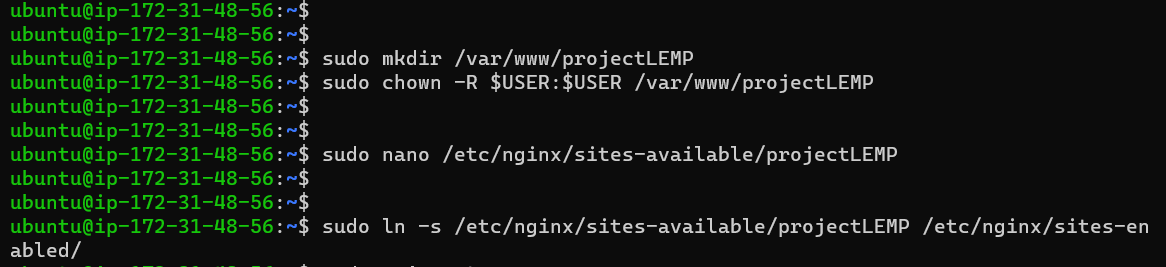 ubuntu@ip-172-31-48-56:~$
ubuntu@ip-172-31-48-56:~$
ubuntu@ip-172-31-48-56:~$ sudo mkdir /var/www/projectLEMP
ubuntu@ip-172-31-48-56:~$ sudo chown -R $USER:$USER /var/www/projectLEMP
ubuntu@ip-172-31-48-56:~$
ubuntu@ip-172-31-48-56:~$
ubuntu@ip-172-31-48-56:~$ sudo nano /etc/nginx/sites-available/projectLEMP
ubuntu@ip-172-31-48-56:~$
ubuntu@ip-172-31-48-56:~$
ubuntu@ip-172-31-48-56:~$ sudo ln -s /etc/nginx/sites-available/projectLEMP /etc/nginx/sites-en
abled/